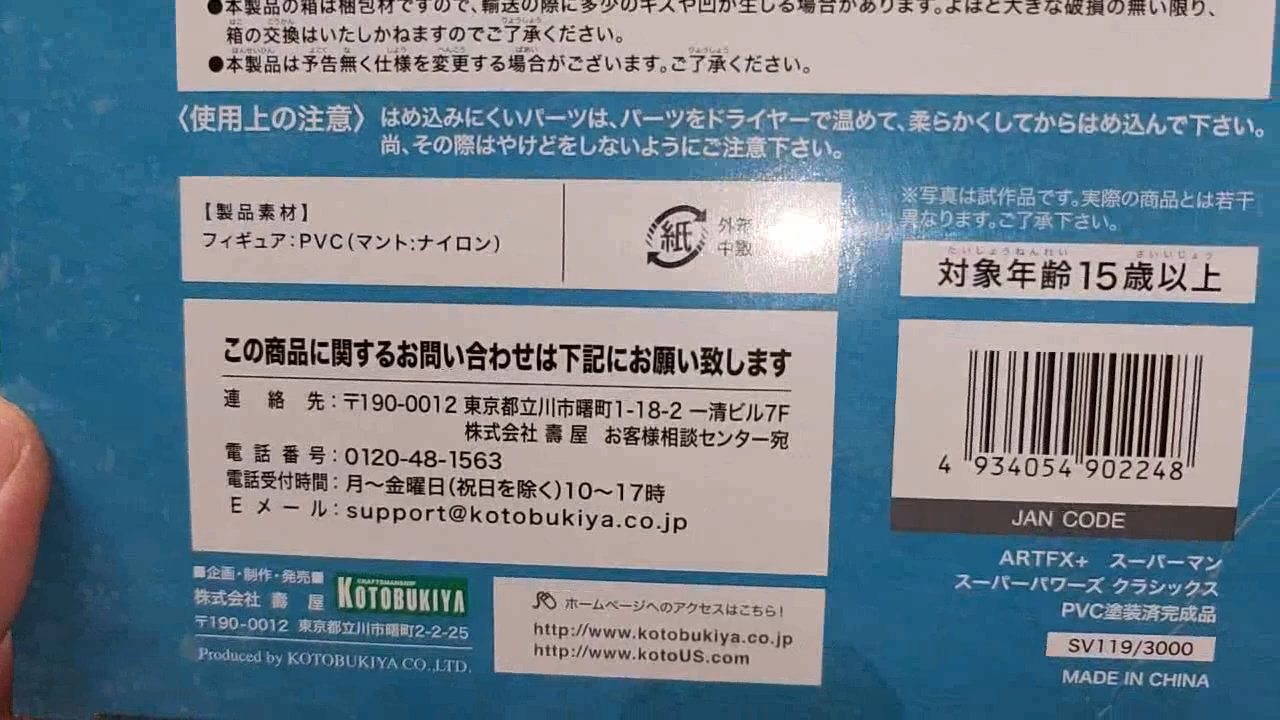 ●本製品の箱は梱包材ですので、輸送の際に多少のキズや凹が生じる場合があります。よほど大きな破損の無い限り、
箱の交換はいたしかねますのでご了承ください。
●本製品は予告無く仕様を変更する場合がございます。ご了承ください。
〈使用上の注意〉 はめ込みにくいパーツは、パーツをドライヤーで温めて、柔らかくしてからはめ込んで下さい。
尚、その際はやけどをしないようにご注意下さい。
【製品素材】
フィギュア:PVC(マント:ナイロン)
紙
外箱
中敷
※写真は試作品です。実際の商品とは若干
異なります。ご了承下さい。
たいしょうねんれい さいいじょう
対象年齢15歳以上
この商品に関するお問い合わせは下記にお願い致します
連絡先:〒190-0012 東京都立川市曙町1-18-2 一清ビル7F
株式会社 壽屋 お客様相談センター宛
電話番号:0120-48-1563
電話受付時間:月〜金曜日(祝日を除く)10〜17時
Eメール:support@kotobukiya.co.jp
4 934054 902248
JAN CODE
ARTFX+ スーパーマン
スーパーパワーズ クラシックス
PVC塗装済完成品
SV119/3000
MADE IN CHINA
■企画・制作・発売■
株式会社 壽屋
CRAFTSMANSHIP
KOTOBUKIYA
〒190-0012 東京都立川市曙町2-2-25
Produced by KOTOBUKIYA CO.,LTD.
ホームページへのアクセスはこちら!
http://www.kotobukiya.co.jp
http://www.kotoUS.com